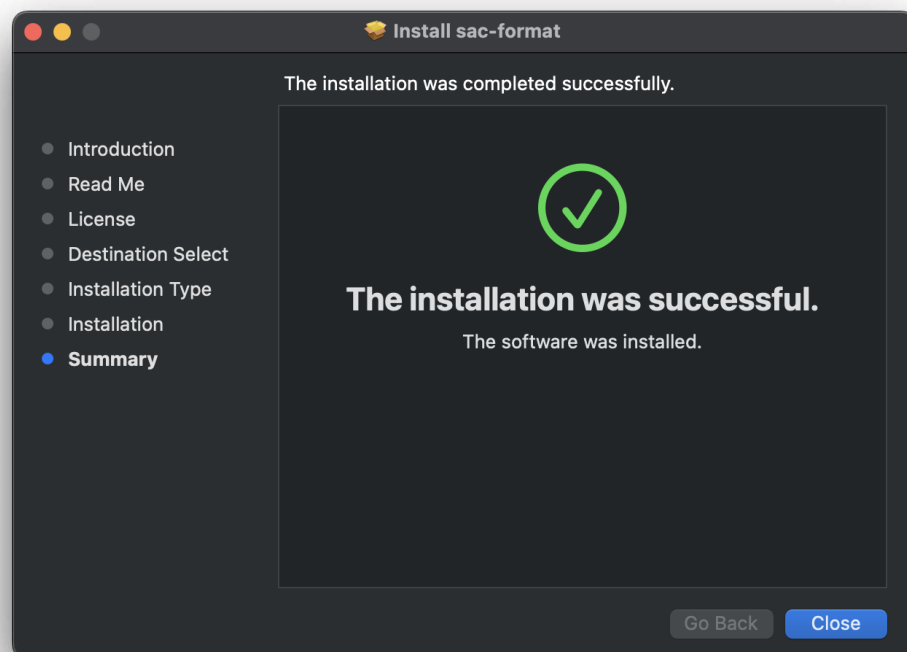 Install sac-format
The installation was completed successfully.
Introduction
Read Me
License
Destination Select
Installation Type
Installation
Summary
The installation was successful.
The software was installed.
Go Back
Close